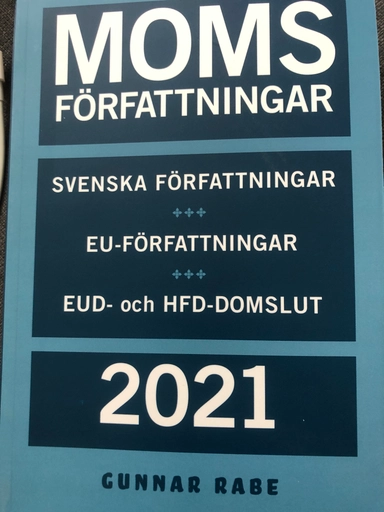 MOMS
FÖRFATTNINGAR
SVENSKA FÖRFATTNINGAR
+++
EU-FÖRFATTNINGAR
+++
EUD- och HFD-DOMSLUT
2021
GUNNAR RABE